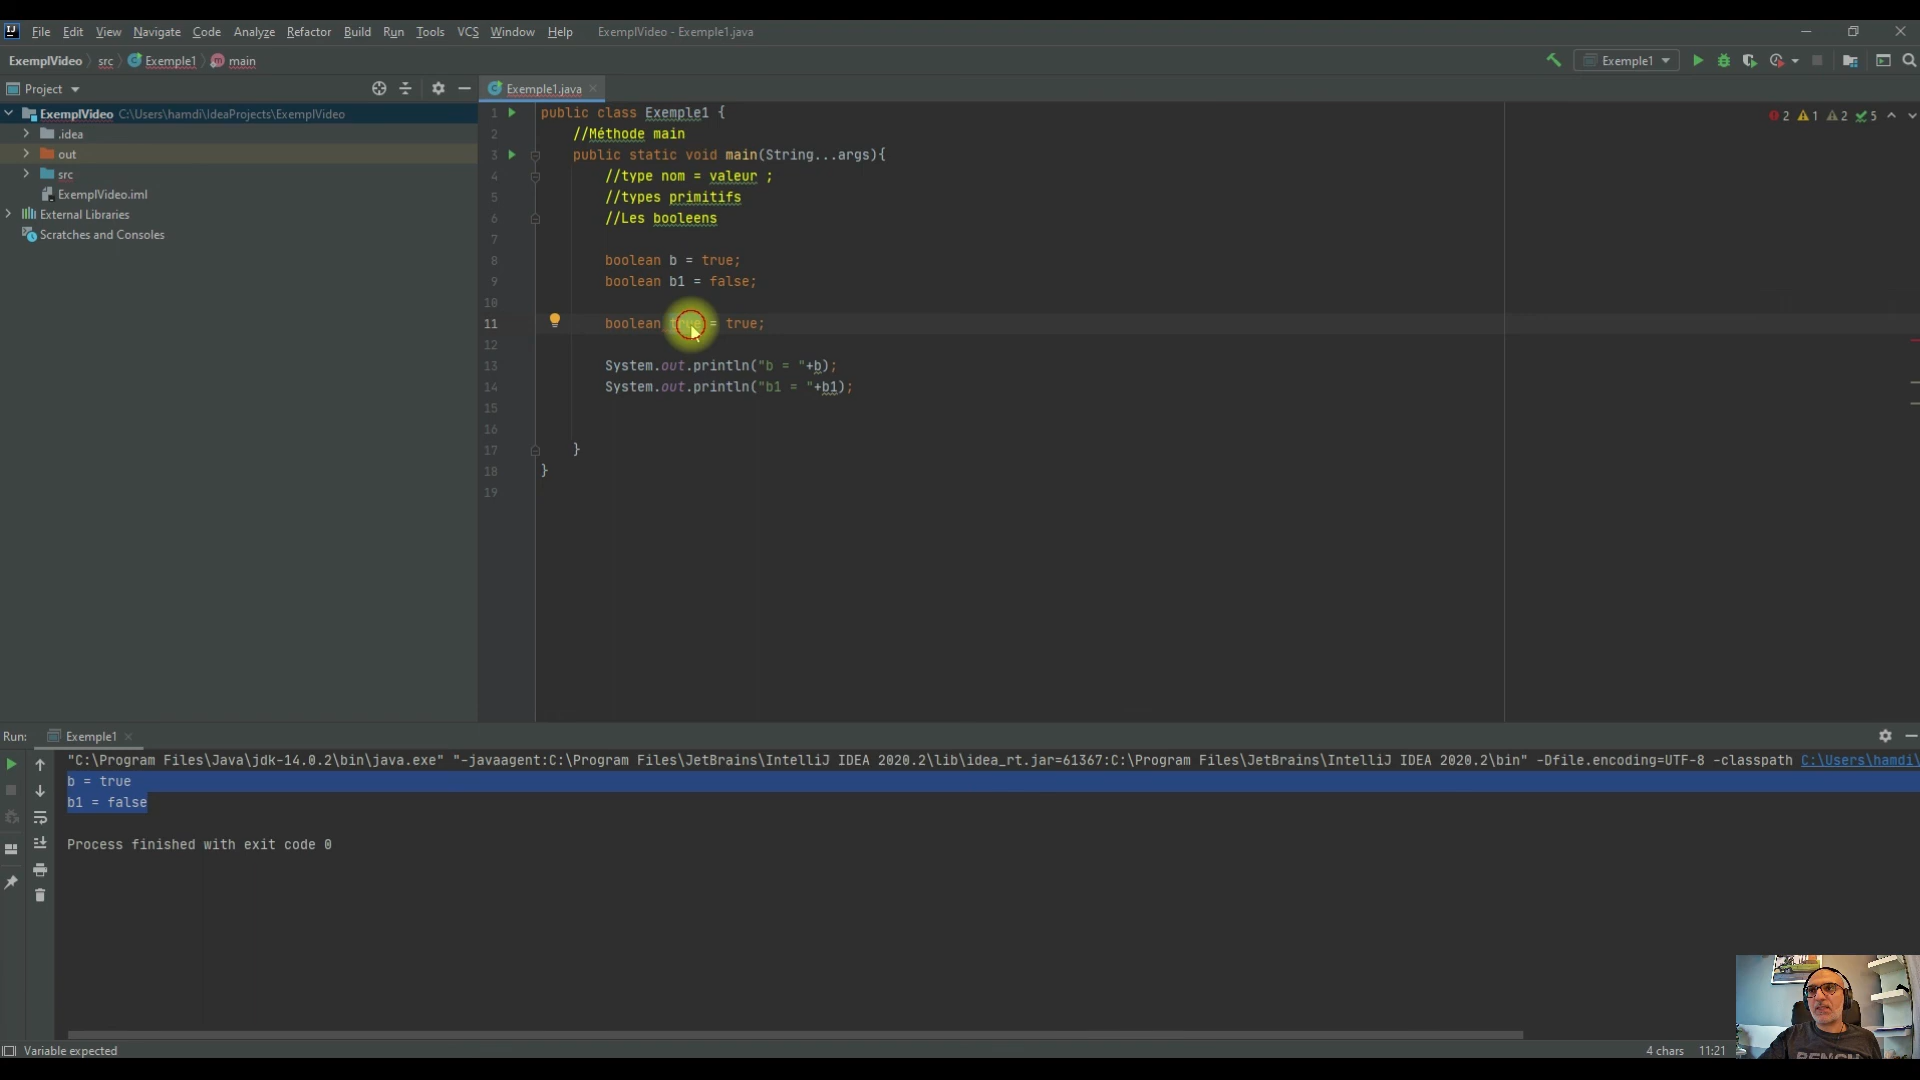 File Edit View Navigate Code Analyze Refactor Build Run Tools VCS Window Help ExemplVideo - Exemple1.java
ExemplVideo src Exemple1 main
Exemple1
Project
Exemple1.java
ExemplVideo C:\Users\hamdi\IdeaProjects\ExemplVideo
.idea
out
src
ExemplVideo.iml
External Libraries
Scratches and Consoles
2 1 2 5
1 public class Exemple1 {
2 //Méthode main
3 public static void main(String...args){
4 //type nom = valeur ;
5 //types primitifs
6 //Les booleens
7
8 boolean b = true;
9 boolean b1 = false;
10
11 boolean true = true;
12
13 System.out.println("b = "+b);
14 System.out.println("b1 = "+b1);
15
16
17 }
18 }
19
Run: Exemple1
"C:\Program Files\Java\jdk-14.0.2\bin\java.exe" "-javaagent:C:\Program Files\JetBrains\IntelliJ IDEA 2020.2\lib\idea_rt.jar=61367:C:\Program Files\JetBrains\IntelliJ IDEA 2020.2\bin" -Dfile.encoding=UTF-8 -classpath C:\Users\hamdi\
b = true
b1 = false
Process finished with exit code 0
Variable expected
4 chars 11:21
BENCH